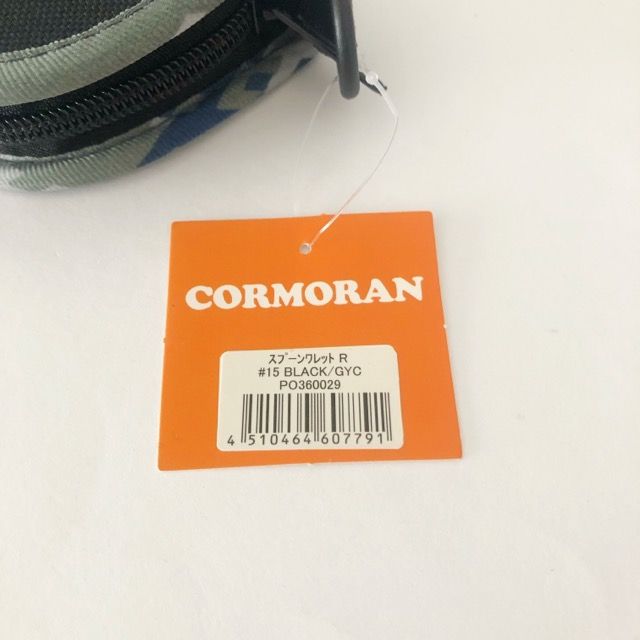 CORMORAN
ｽﾌﾟｰﾝﾜﾚｯﾄ R
#15 BLACK/GYC
PO360029
4 510464 607791